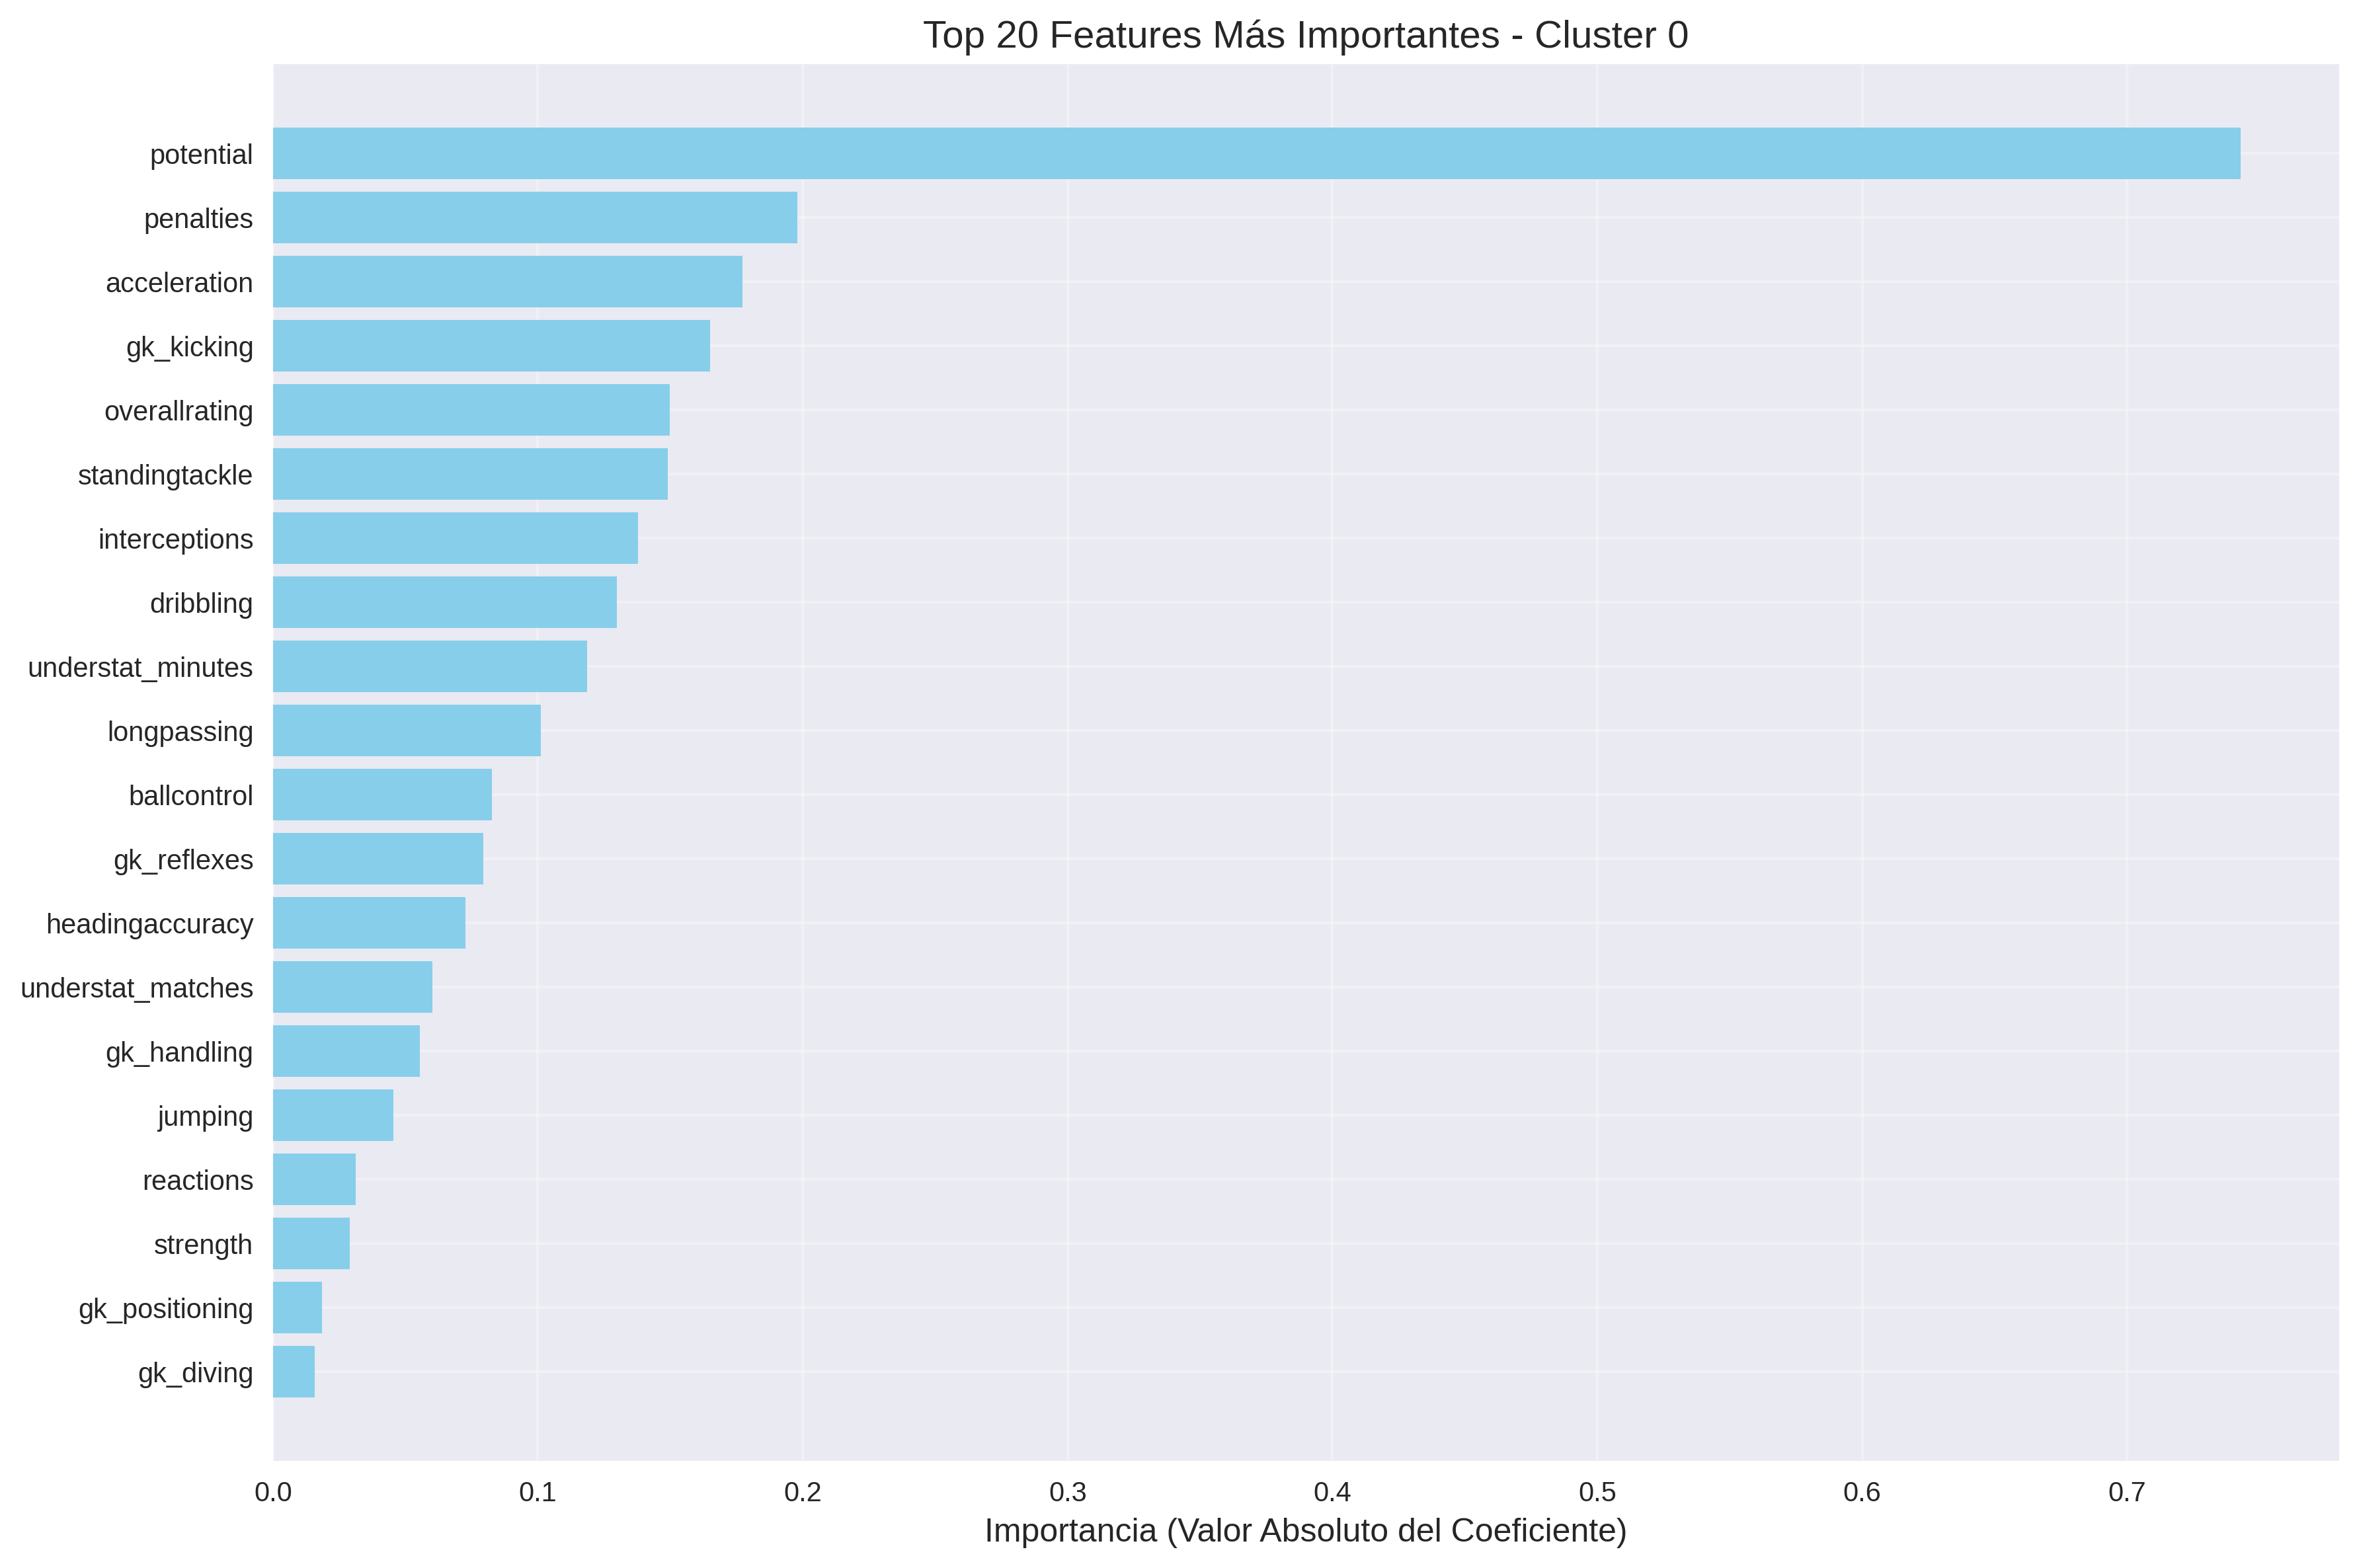 Top 20 Features Más Importantes - Cluster 0
potential
penalties
acceleration
gk_kicking
overallrating
standingtackle
interceptions
dribbling
understat_minutes
longpassing
ballcontrol
gk_reflexes
headingaccuracy
understat_matches
gk_handling
jumping
reactions
strength
gk_positioning
gk_diving
0.0 0.1 0.2 0.3 0.4 0.5 0.6 0.7
Importancia (Valor Absoluto del Coeficiente)